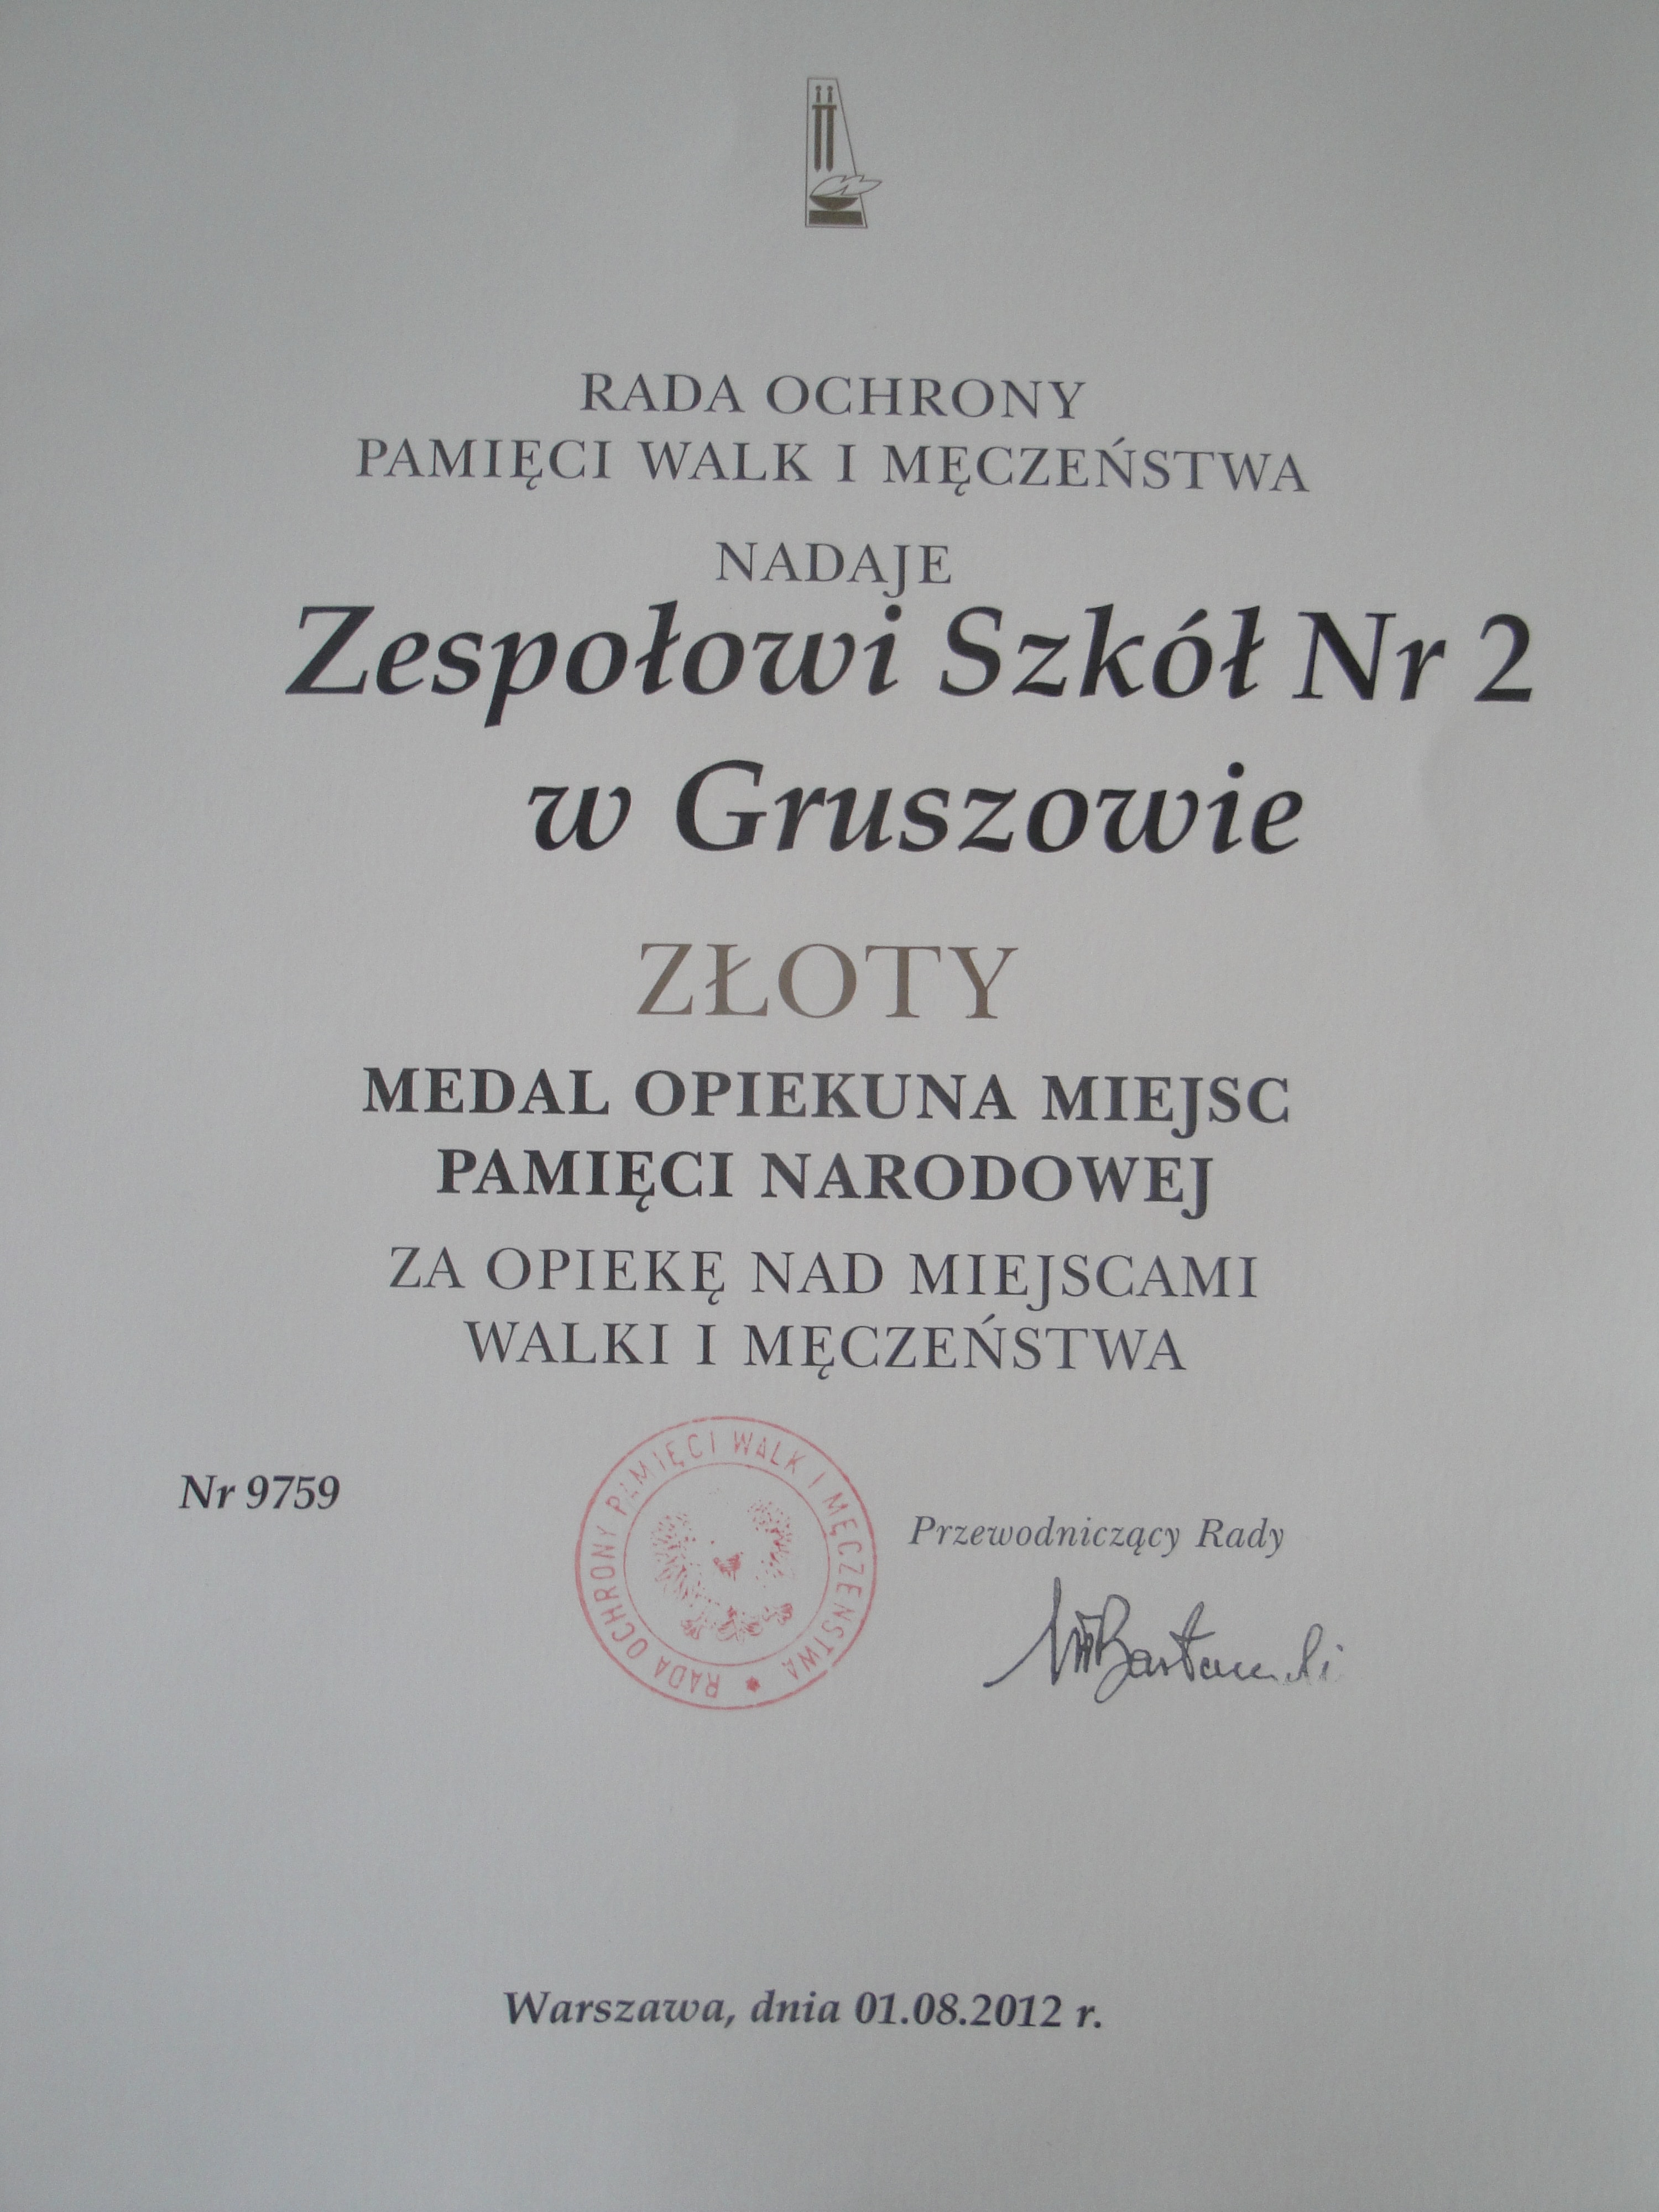 RADA OCHRONY
PAMIĘCI WALK I MĘCZEŃSTWA
NADAJE
Zespołowi Szkół Nr 2
w Gruszowie
ZŁOTY
MEDAL OPIEKUNA MIEJSC
PAMIĘCI NARODOWEJ
ZA OPIEKĘ NAD MIEJSCAMI
WALKI I MĘCZEŃSTWA
Nr 9759
RADA OCHRONY PAMIĘCI WALK I MĘCZEŃSTWA
Przewodniczący Rady
Warszawa, dnia 01.08.2012 r.